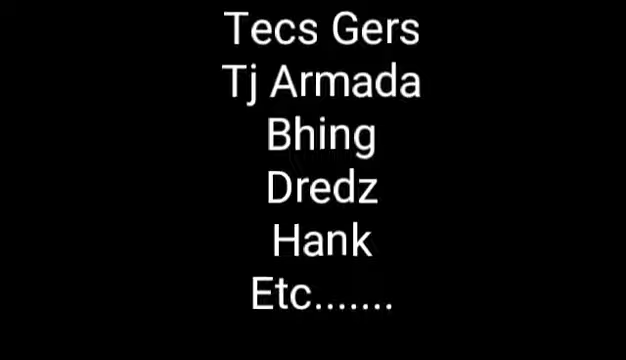 Tecs Gers
Tj Armada
Bhing
Dredz
Hank
Etc.......